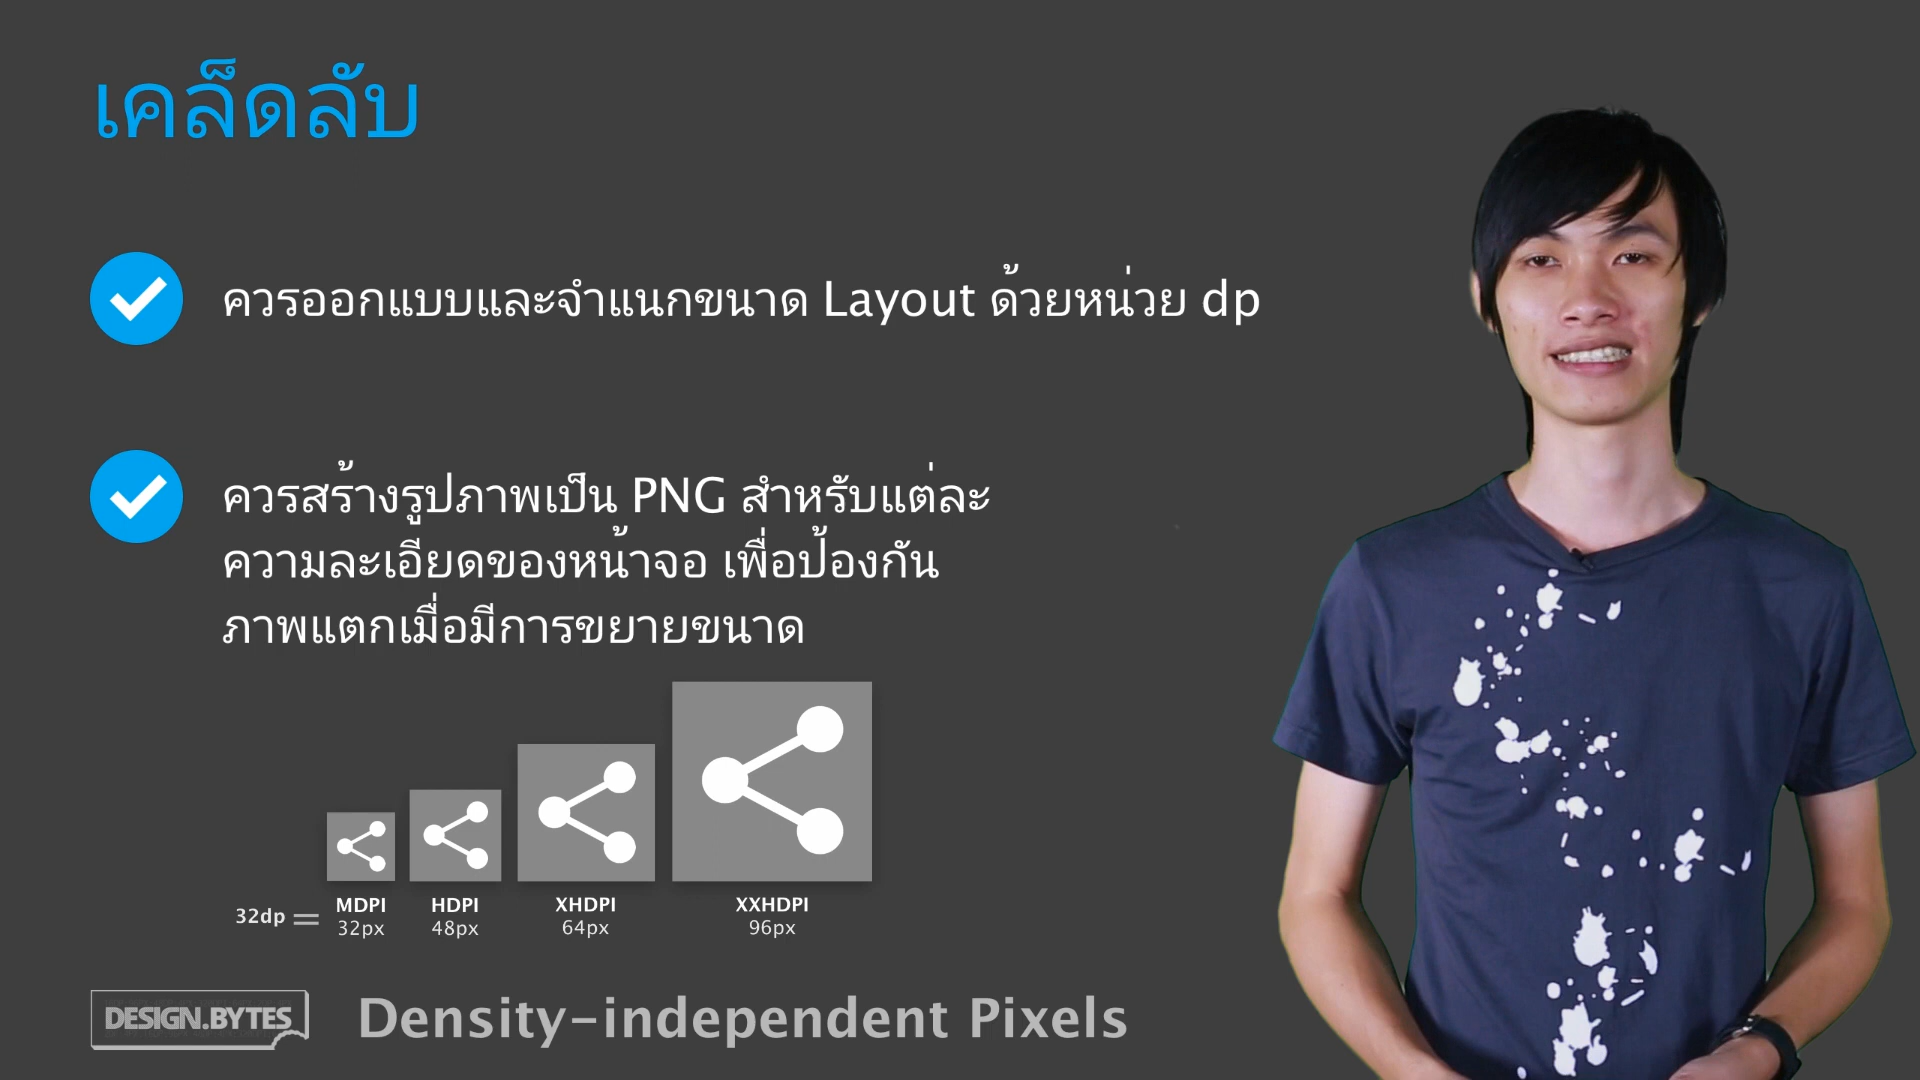 เคล็ดลับ
ควรออกแบบและจำแนกขนาด Layout ด้วยหน่วย dp
ควรสร้างรูปภาพเป็น PNG สำหรับแต่ละ
ความละเอียดของหน้าจอ เพื่อป้องกัน
ภาพแตกเมื่อมีการขยายขนาด
32dp =
MDPI HDPI XHDPI XXHDPI
32px 48px 64px 96px
DESIGN.BYTES
Density-independent Pixels